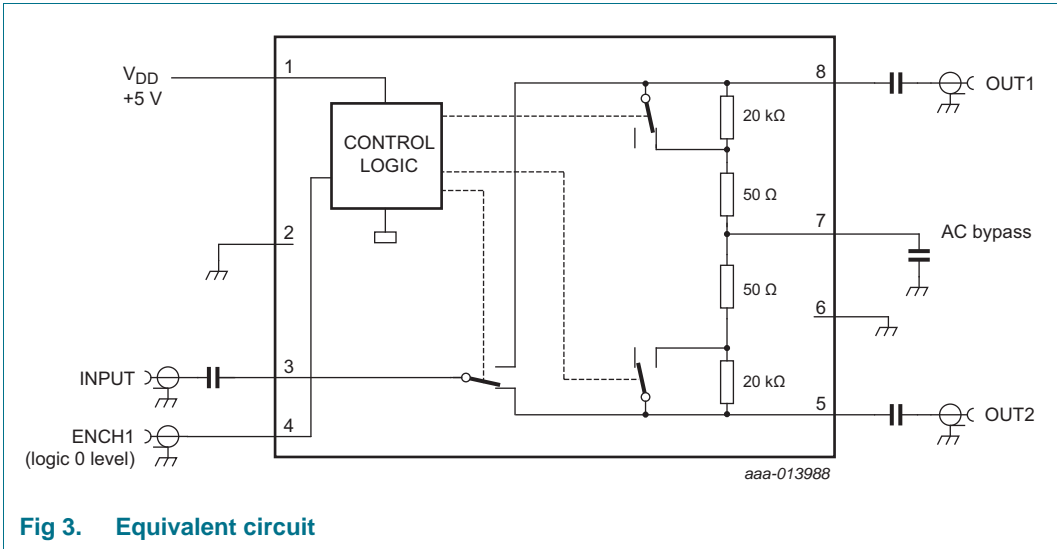 V_DD
+5 V
1
CONTROL
LOGIC
2
INPUT
3
ENCH1
(logic 0 level)
4
8
OUT1
20 kΩ
50 Ω
7
AC bypass
50 Ω
6
20 kΩ
5
OUT2
aaa-013988
Fig 3. Equivalent circuit